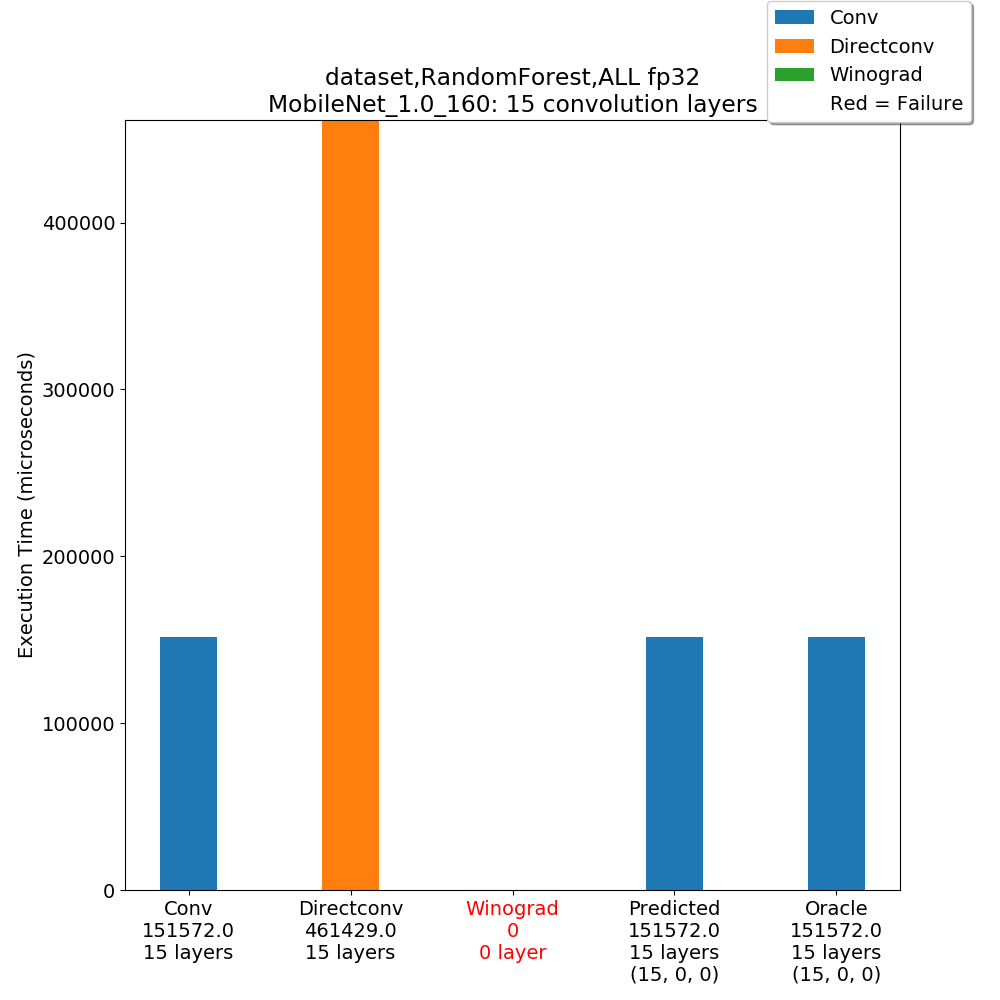 Conv
Directconv
Winograd
Red = Failure
dataset,RandomForest,ALL fp32
MobileNet_1.0_160: 15 convolution layers
Execution Time (microseconds)
400000
300000
200000
100000
0
Conv
151572.0
15 layers
Directconv
461429.0
15 layers
Winograd
0
0 layer
Predicted
151572.0
15 layers
(15, 0, 0)
Oracle
151572.0
15 layers
(15, 0, 0)